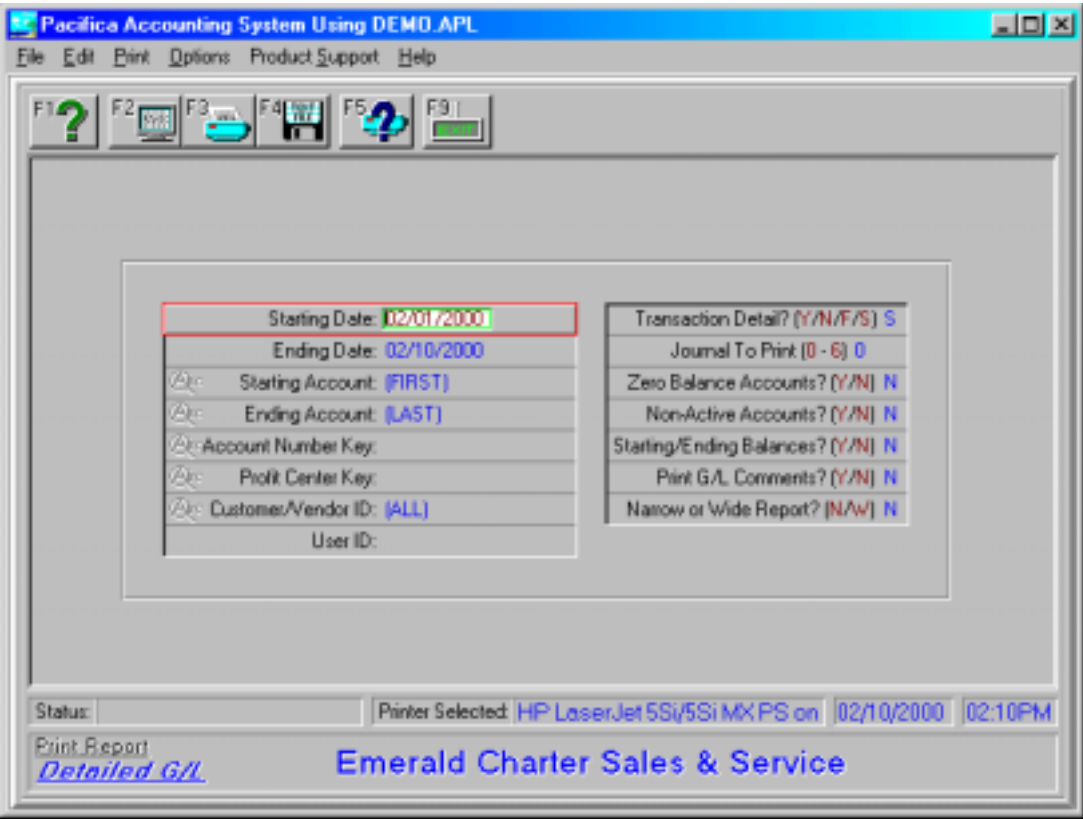 Pacifica Accounting System Using DEMO.APL
File Edit Print Options Product Support Help
F1 F2 F3 F4 F5 F9
Starting Date: 02/01/2000
Ending Date: 02/10/2000
Starting Account: (FIRST)
Ending Account: (LAST)
Account Number Key:
Profit Center Key:
Customer/Vendor ID: (ALL)
User ID:
Transaction Detail? (Y/N/F/S) S
Journal To Print (0 - 6) 0
Zero Balance Accounts? (Y/N) N
Non-Active Accounts? (Y/N) N
Starting/Ending Balances? (Y/N) N
Print G/L Comments? (Y/N) N
Narrow or Wide Report? (N/W) N
Status: Printer Selected: HP LaserJet 5Si/5Si MX PS on 02/10/2000 02:10PM
Print Report
Detailed G/L
Emerald Charter Sales & Service